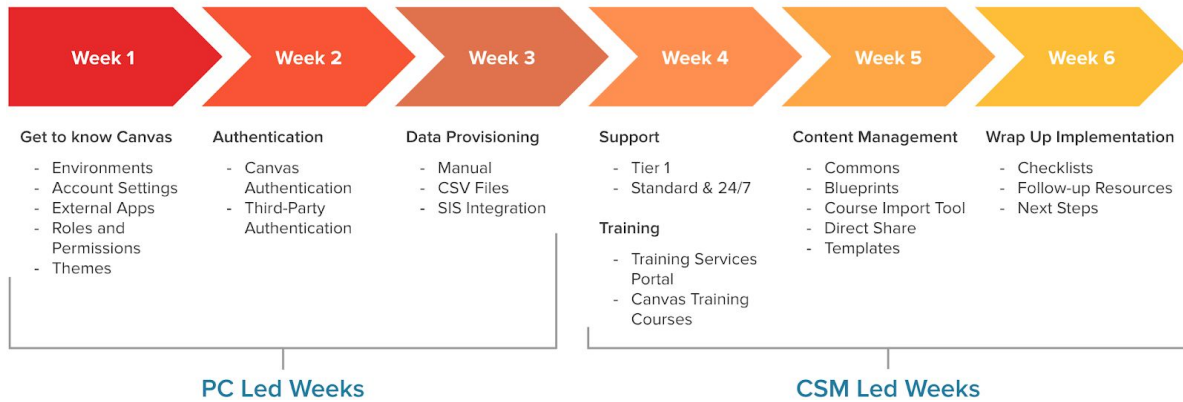 Week 1
Week 2
Week 3
Week 4
Week 5
Week 6
Get to know Canvas
- Environments
- Account Settings
- External Apps
- Roles and
Permissions
- Themes
Authentication
- Canvas
Authentication
- Third-Party
Authentication
Data Provisioning
- Manual
- CSV Files
- SIS Integration
Support
- Tier 1
- Standard & 24/7
Training
- Training Services
Portal
- Canvas Training
Courses
Content Management
- Commons
- Blueprints
- Course Import Tool
- Direct Share
- Templates
Wrap Up Implementation
- Checklists
- Follow-up Resources
- Next Steps
PC Led Weeks
CSM Led Weeks